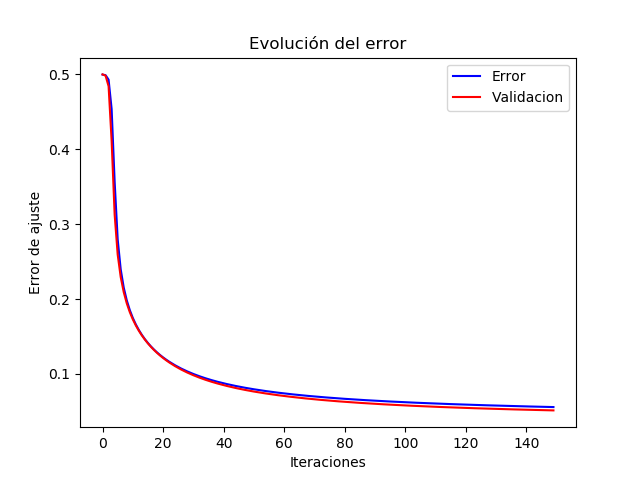 Evolución del error
Error
Validacion
Error de ajuste
0.5
0.4
0.3
0.2
0.1
0 20 40 60 80 100 120 140
Iteraciones